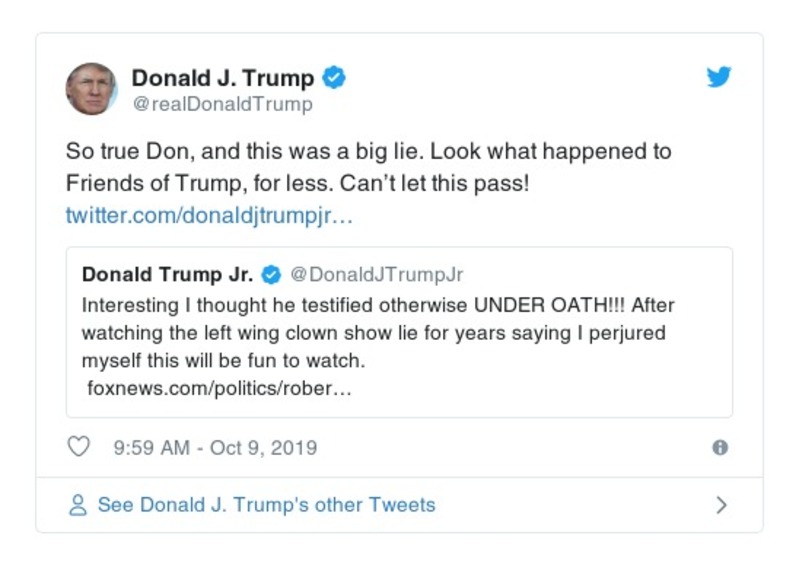 Donald J. Trump
@realDonaldTrump
So true Don, and this was a big lie. Look what happened to
Friends of Trump, for less. Can’t let this pass!
twitter.com/donaldjtrumpjr…
Donald Trump Jr. @DonaldJTrumpJr
Interesting I thought he testified otherwise UNDER OATH!!! After
watching the left wing clown show lie for years saying I perjured
myself this will be fun to watch.
foxnews.com/politics/rober…
9:59 AM - Oct 9, 2019
See Donald J. Trump's other Tweets